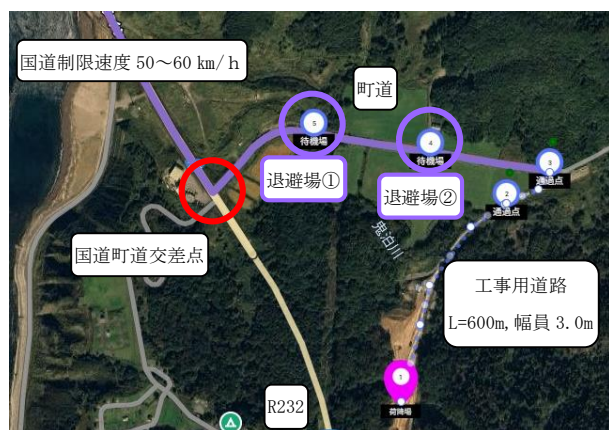 国道制限速度 50～60 km/h
町道
5
待機場
4
待機場
3
通過点
退避場①
退避場②
2
通過点
国道町道交差点
鬼泊川
工事用道路
L=600m,幅員 3.0m
1
荷降場
R232